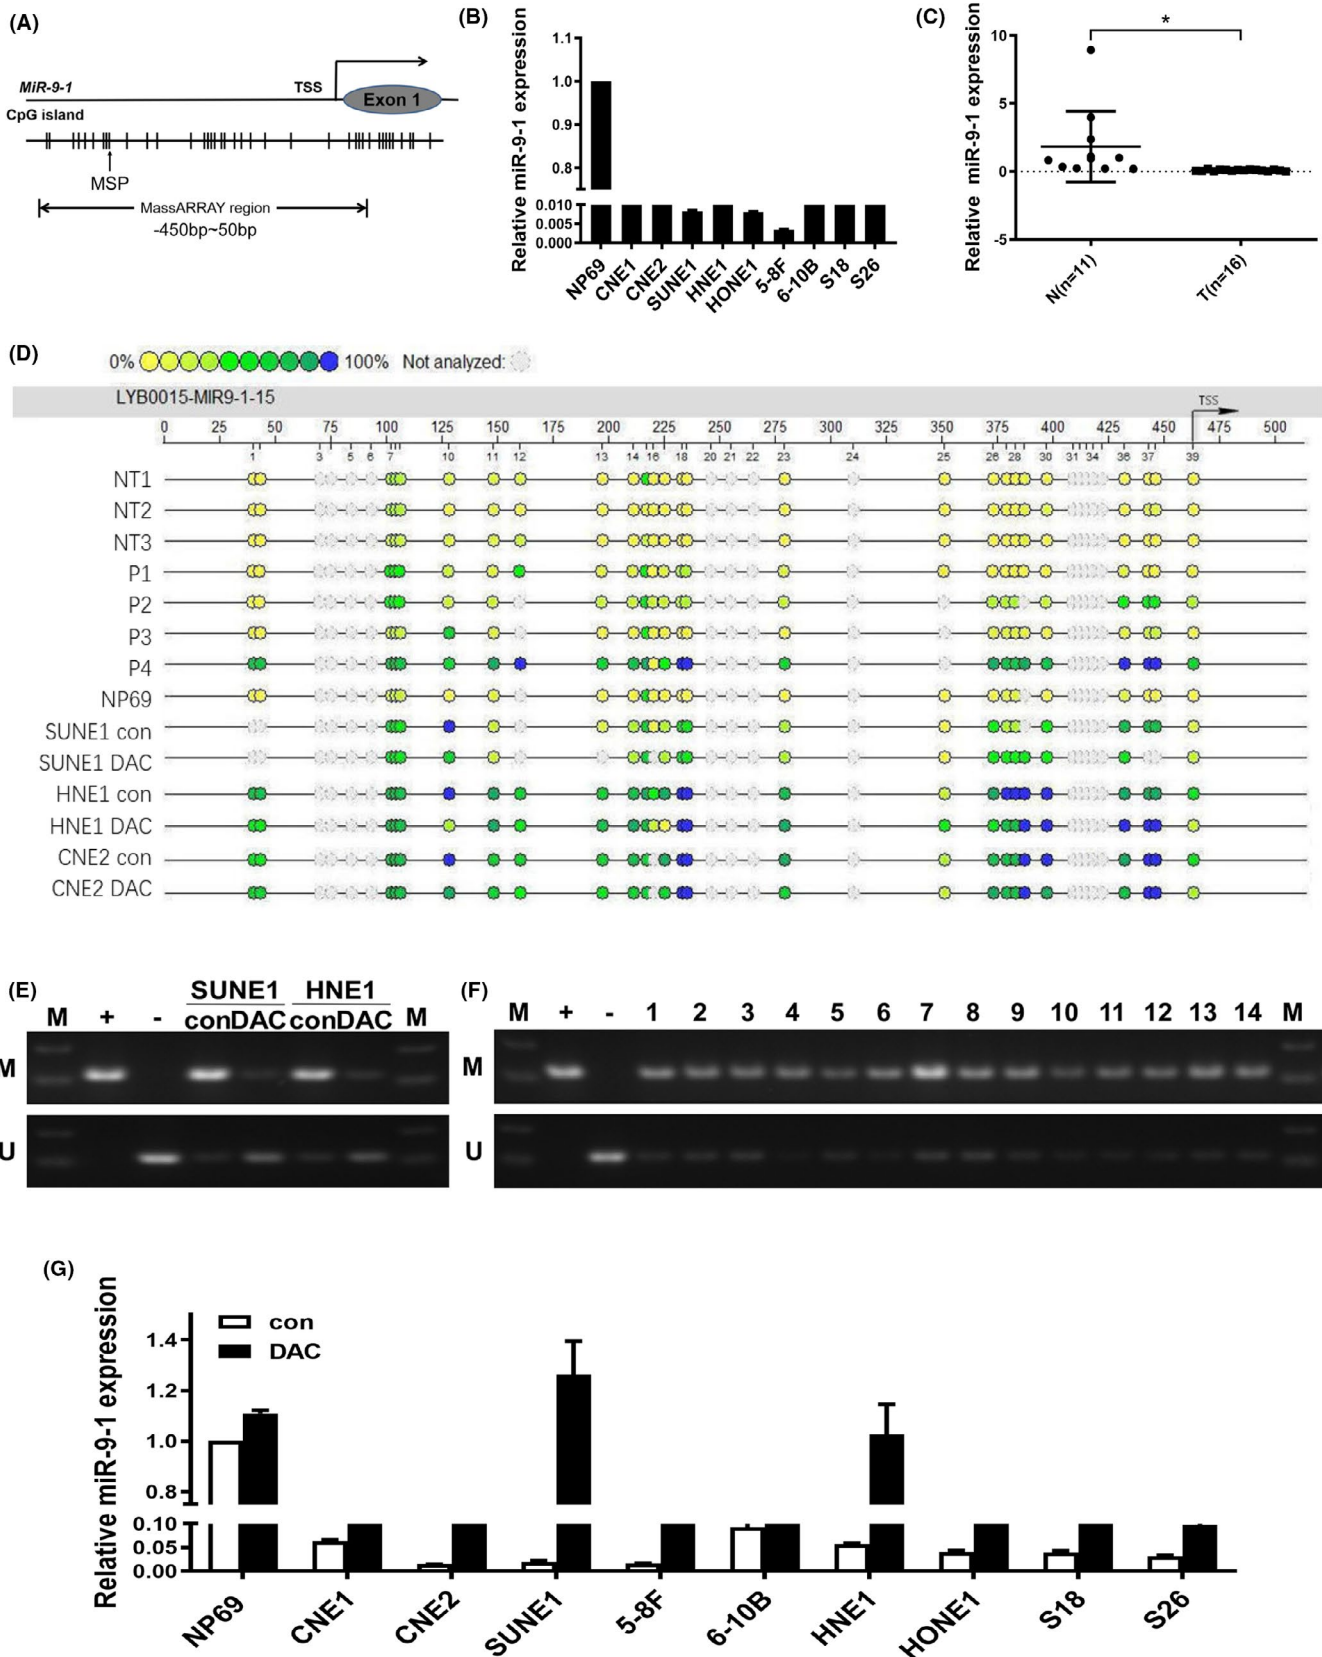 (A)
MiR-9-1
TSS
Exon 1
CpG island
MSP
MassARRAY region
-450bp~50bp
(B)
Relative miR-9-1 expression
1.1
1.0
0.9
0.8
0.010
0.005
0.000
NP69
CNE1
CNE2
SUNE1
HNE1
HONE1
5-8F
6-10B
S18
S26
(C)
Relative miR-9-1 expression
*
10
5
0
-5
N(n=11)
T(n=16)
(D)
0% 100% Not analyzed:
LYB0015-MIR9-1-15
TSS
0 25 50 75 100 125 150 175 200 225 250 275 300 325 350 375 400 425 450 475 500
1 3 5 6 7 10 11 12 13 14 16 18 20 21 22 23 24 25 26 28 30 31 34 36 37 39
NT1
NT2
NT3
P1
P2
P3
P4
NP69
SUNE1 con
SUNE1 DAC
HNE1 con
HNE1 DAC
CNE2 con
CNE2 DAC
(E)
SUNE1 HNE1
M + - conDAC conDAC M
M
U
(F)
M + - 1 2 3 4 5 6 7 8 9 10 11 12 13 14 M
M
U
(G)
Relative miR-9-1 expression
con
DAC
1.4
1.2
1.0
0.8
0.10
0.05
0.00
NP69
CNE1
CNE2
SUNE1
5-8F
6-10B
HNE1
HONE1
S18
S26